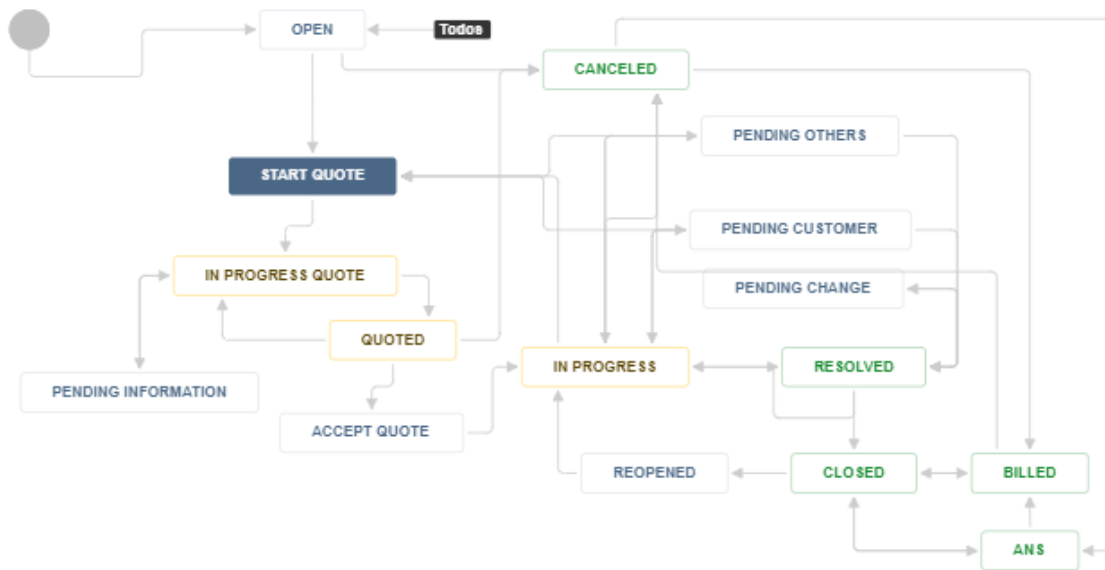 OPEN
Todos
CANCELED
PENDING OTHERS
START QUOTE
PENDING CUSTOMER
IN PROGRESS QUOTE
PENDING CHANGE
QUOTED
IN PROGRESS
RESOLVED
PENDING INFORMATION
ACCEPT QUOTE
REOPENED
CLOSED
BILLED
ANS